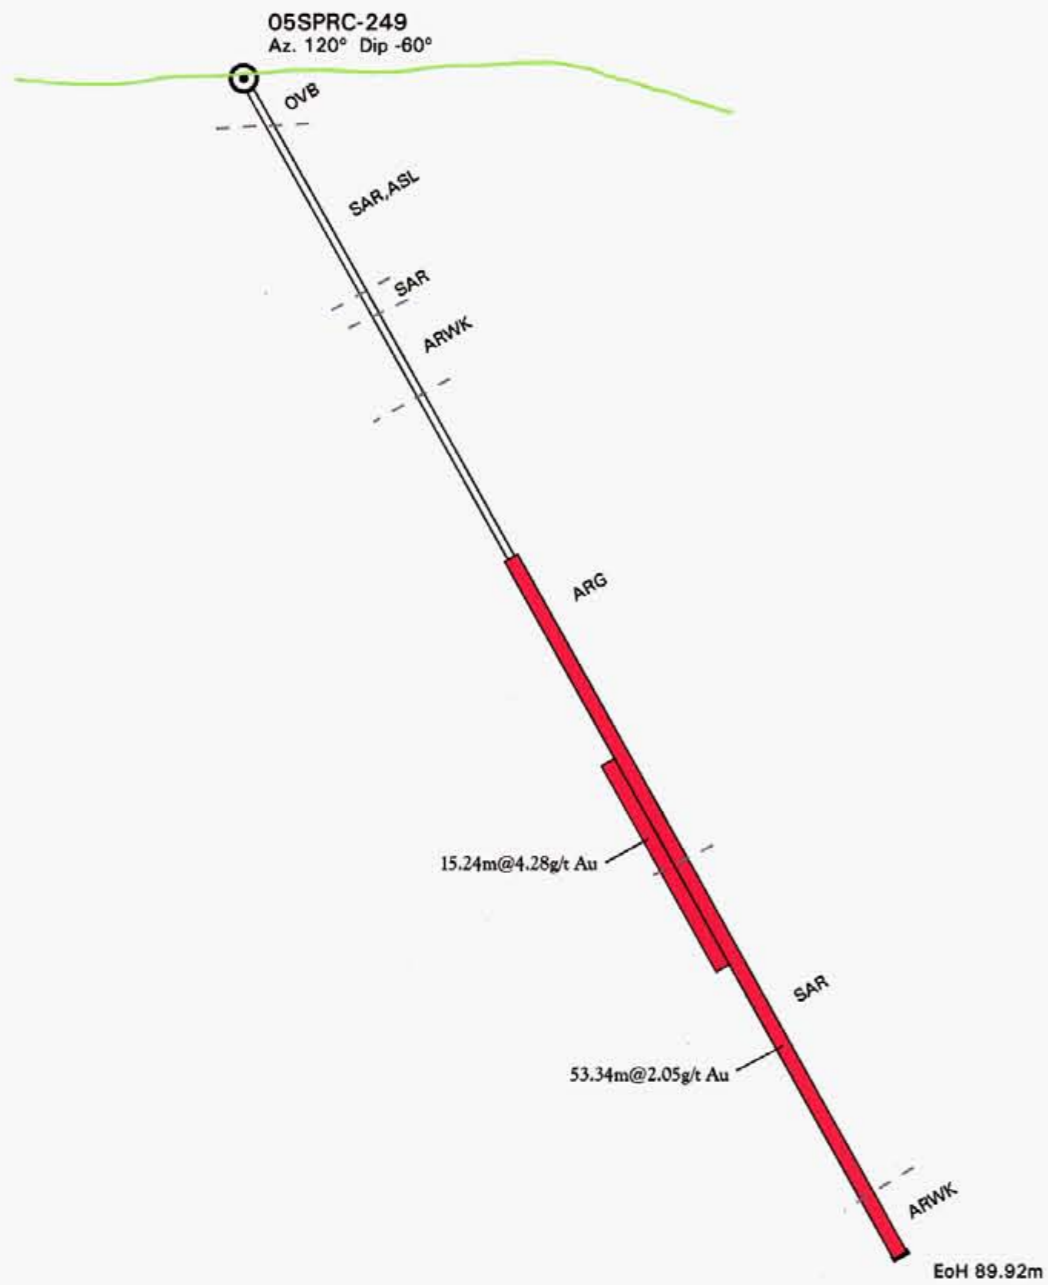 05SPRC-249
Az. 120° Dip -60°
OVB
SAR,ASL
SAR
ARWK
ARG
15.24m@4.28g/t Au
SAR
53.34m@2.05g/t Au
ARWK
EoH 89.92m